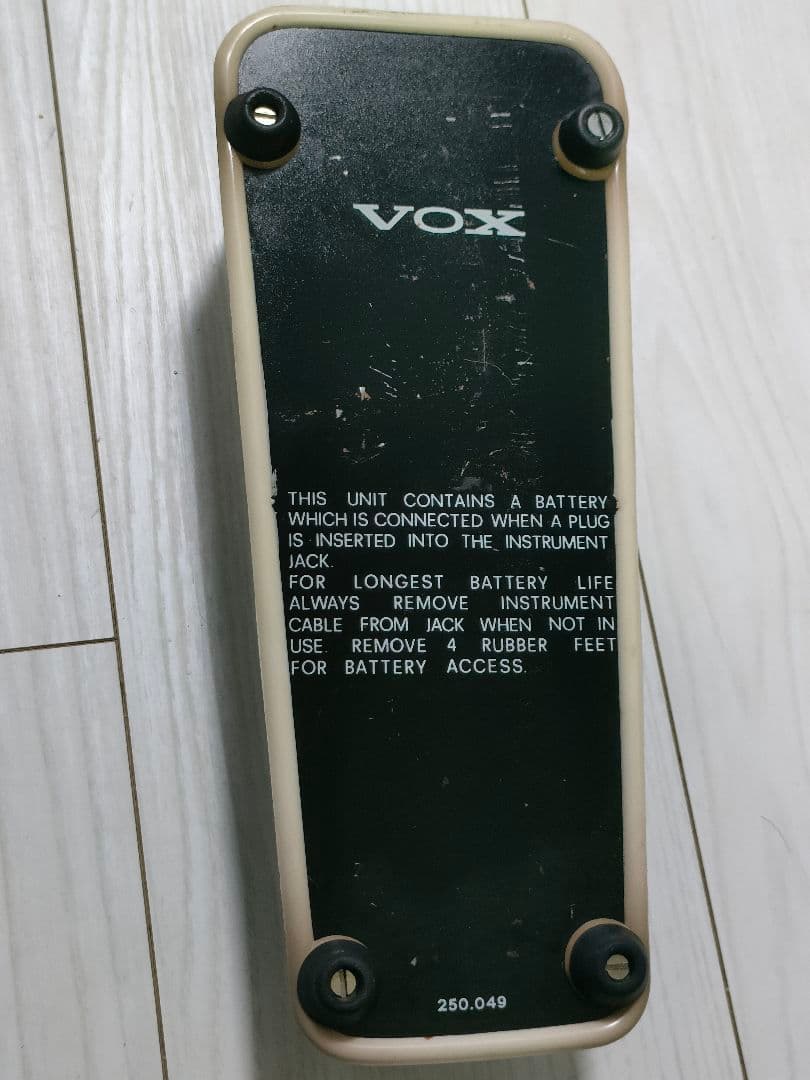 VOX
THIS UNIT CONTAINS A BATTERY
WHICH IS CONNECTED WHEN A PLUG
IS INSERTED INTO THE INSTRUMENT
JACK.
FOR LONGEST BATTERY LIFE
ALWAYS REMOVE INSTRUMENT
CABLE FROM JACK WHEN NOT IN
USE. REMOVE 4 RUBBER FEET
FOR BATTERY ACCESS.
250.049